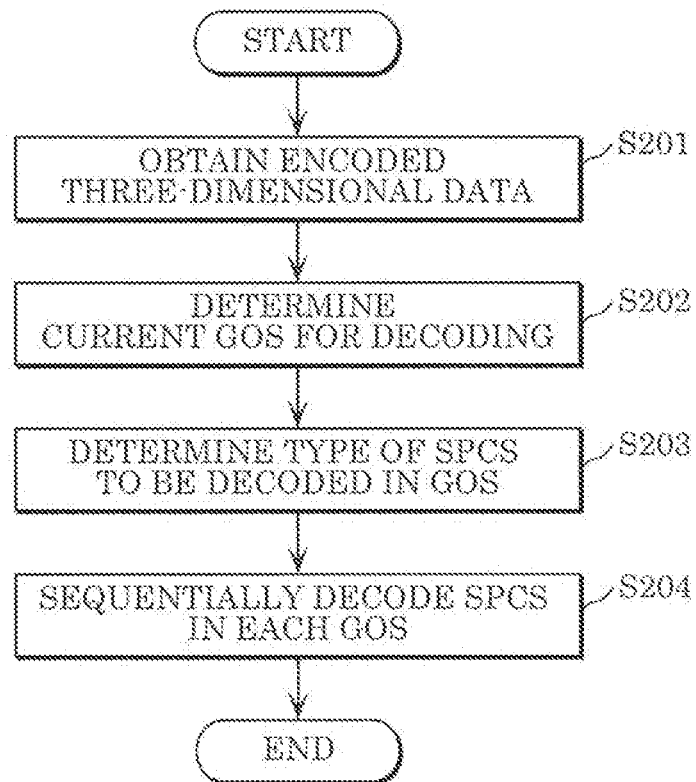 START
OBTAIN ENCODED
THREE-DIMENSIONAL DATA
S201
DETERMINE
CURRENT GOS FOR DECODING
S202
DETERMINE TYPE OF SPCS
TO BE DECODED IN GOS
S203
SEQUENTIALLY DECODE SPCS
IN EACH GOS
S204
END